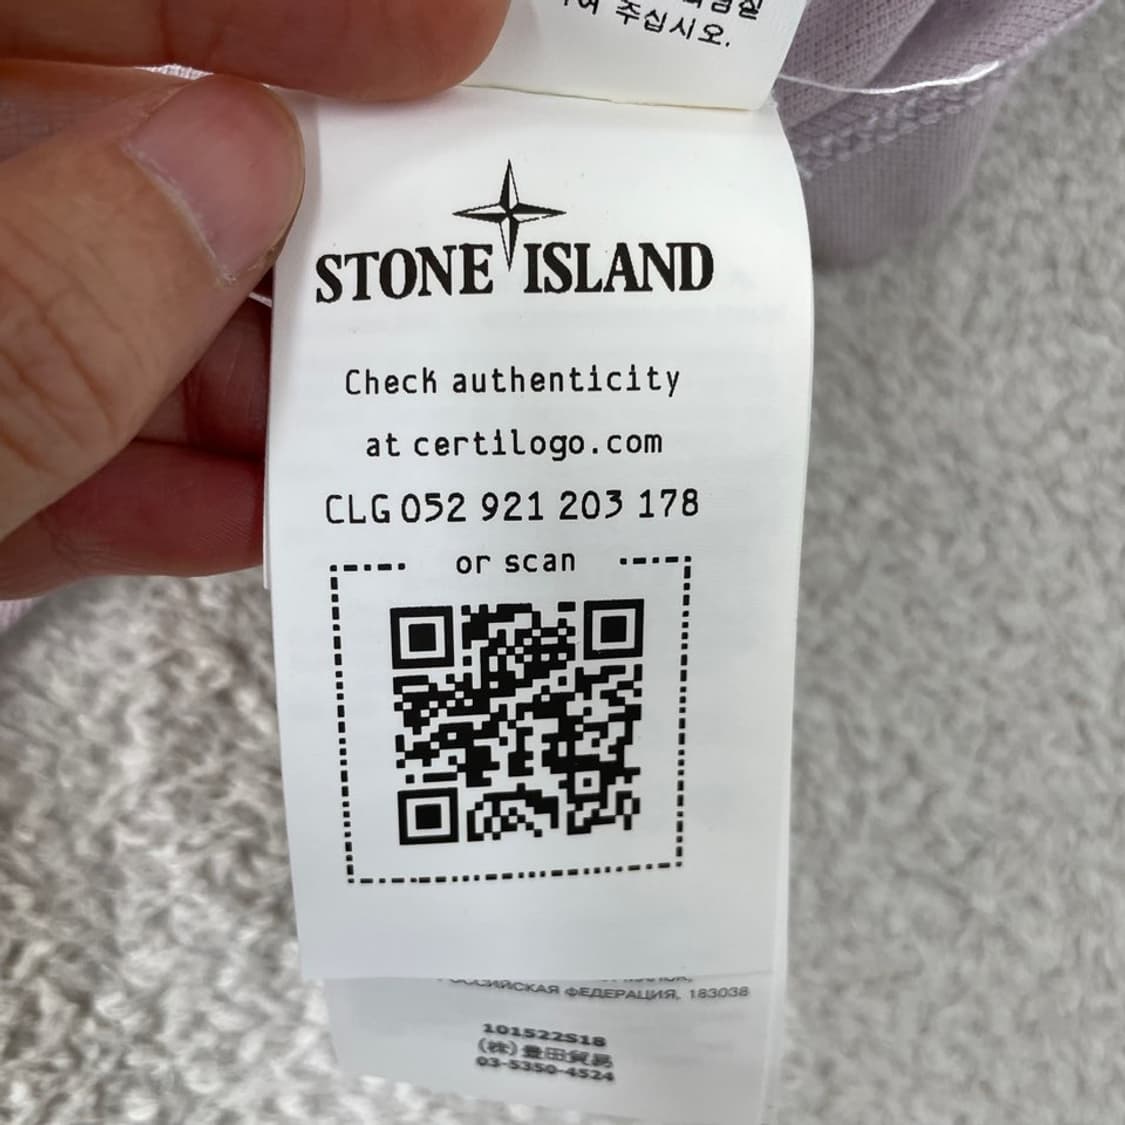 주십시오.
STONE ISLAND
Check authenticity
at certilogo.com
CLG 052 921 203 178
or scan
РОССИЙСКАЯ ФЕДЕРАЦИЯ, 183038
101522S18
(株)豊田貿易
03-5350-4524